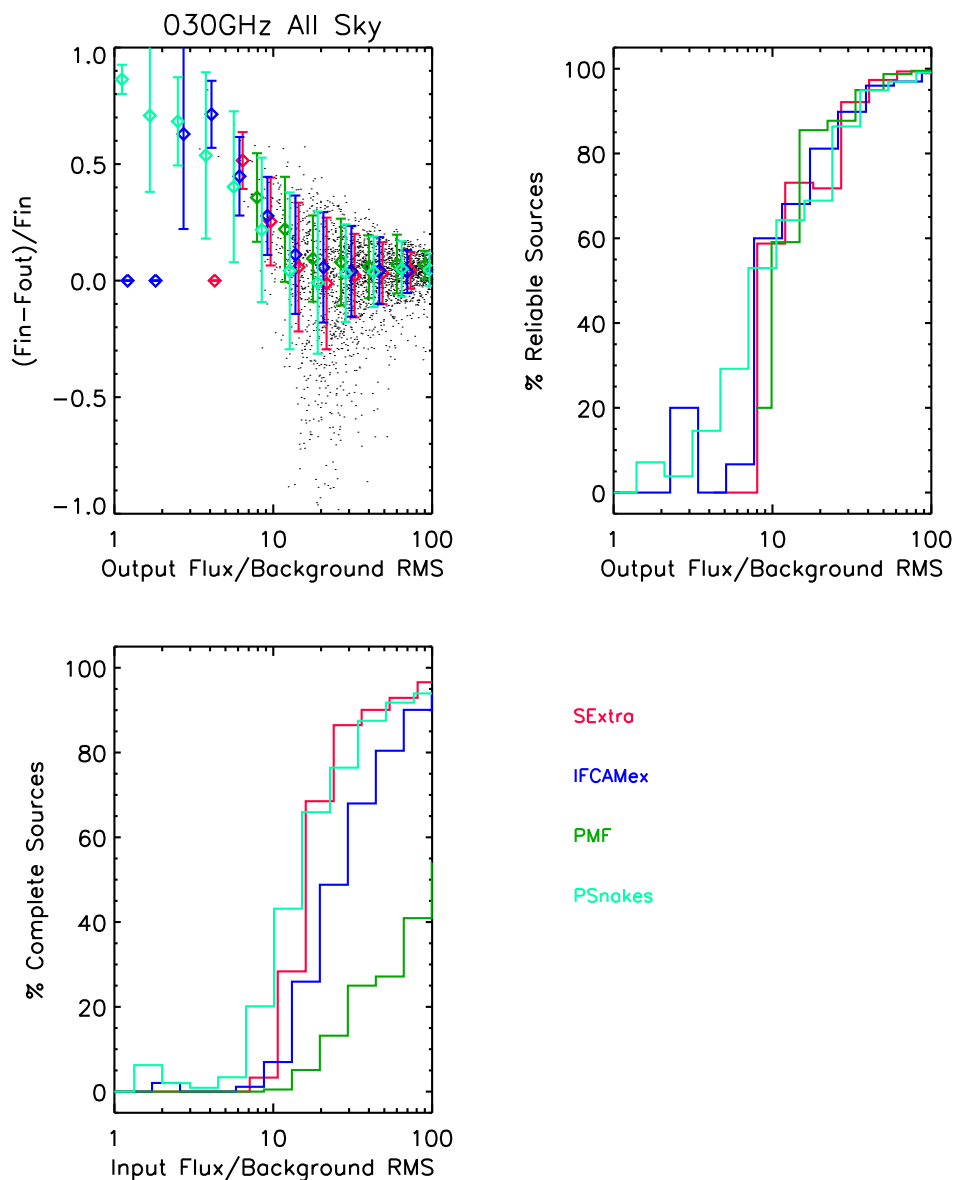 030GHz All Sky
1.0
0.5
0.0
−0.5
−1.0
(Fin−Fout)/Fin
1 10 100
Output Flux/Background RMS
100
80
60
40
20
0
% Reliable Sources
1 10 100
Output Flux/Background RMS
100
80
60
40
20
0
% Complete Sources
1 10 100
Input Flux/Background RMS
SExtra
IFCAMex
PMF
PSnakes